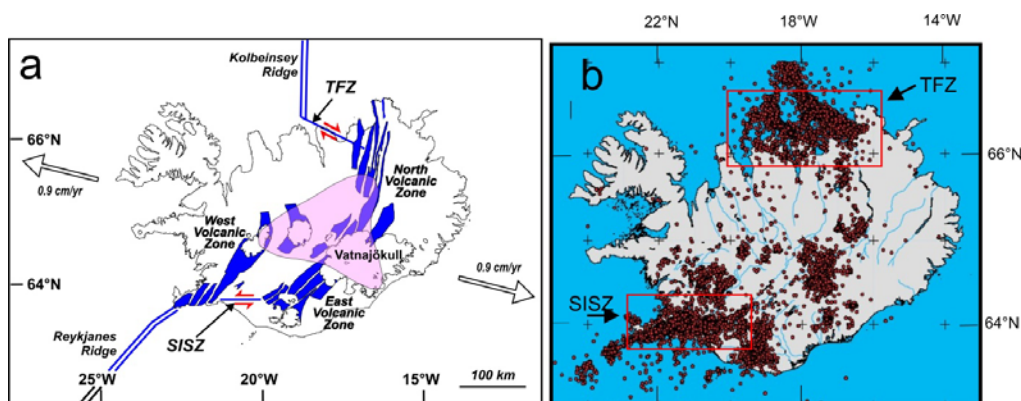 a
Kolbeinsey
Ridge
TFZ
66°N
0.9 cm/yr
North
Volcanic
Zone
West
Volcanic
Zone
Vatnajõkull
0.9 cm/yr
64°N
East
Volcanic
Zone
SISZ
Reykjanes
Ridge
25°W
20°W
15°W
100 km
22°N
18°W
14°W
b
TFZ
66°N
SISZ
64°N